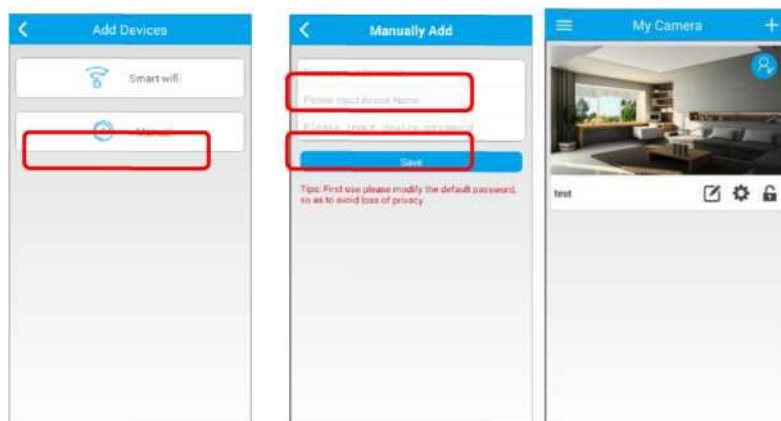 Add Devices
Smart wifi
Manual
Manually Add
Please input device Name
Please input device password
Save
Tips: First use please modify the default password,
so as to avoid loss of privacy
My Camera
test